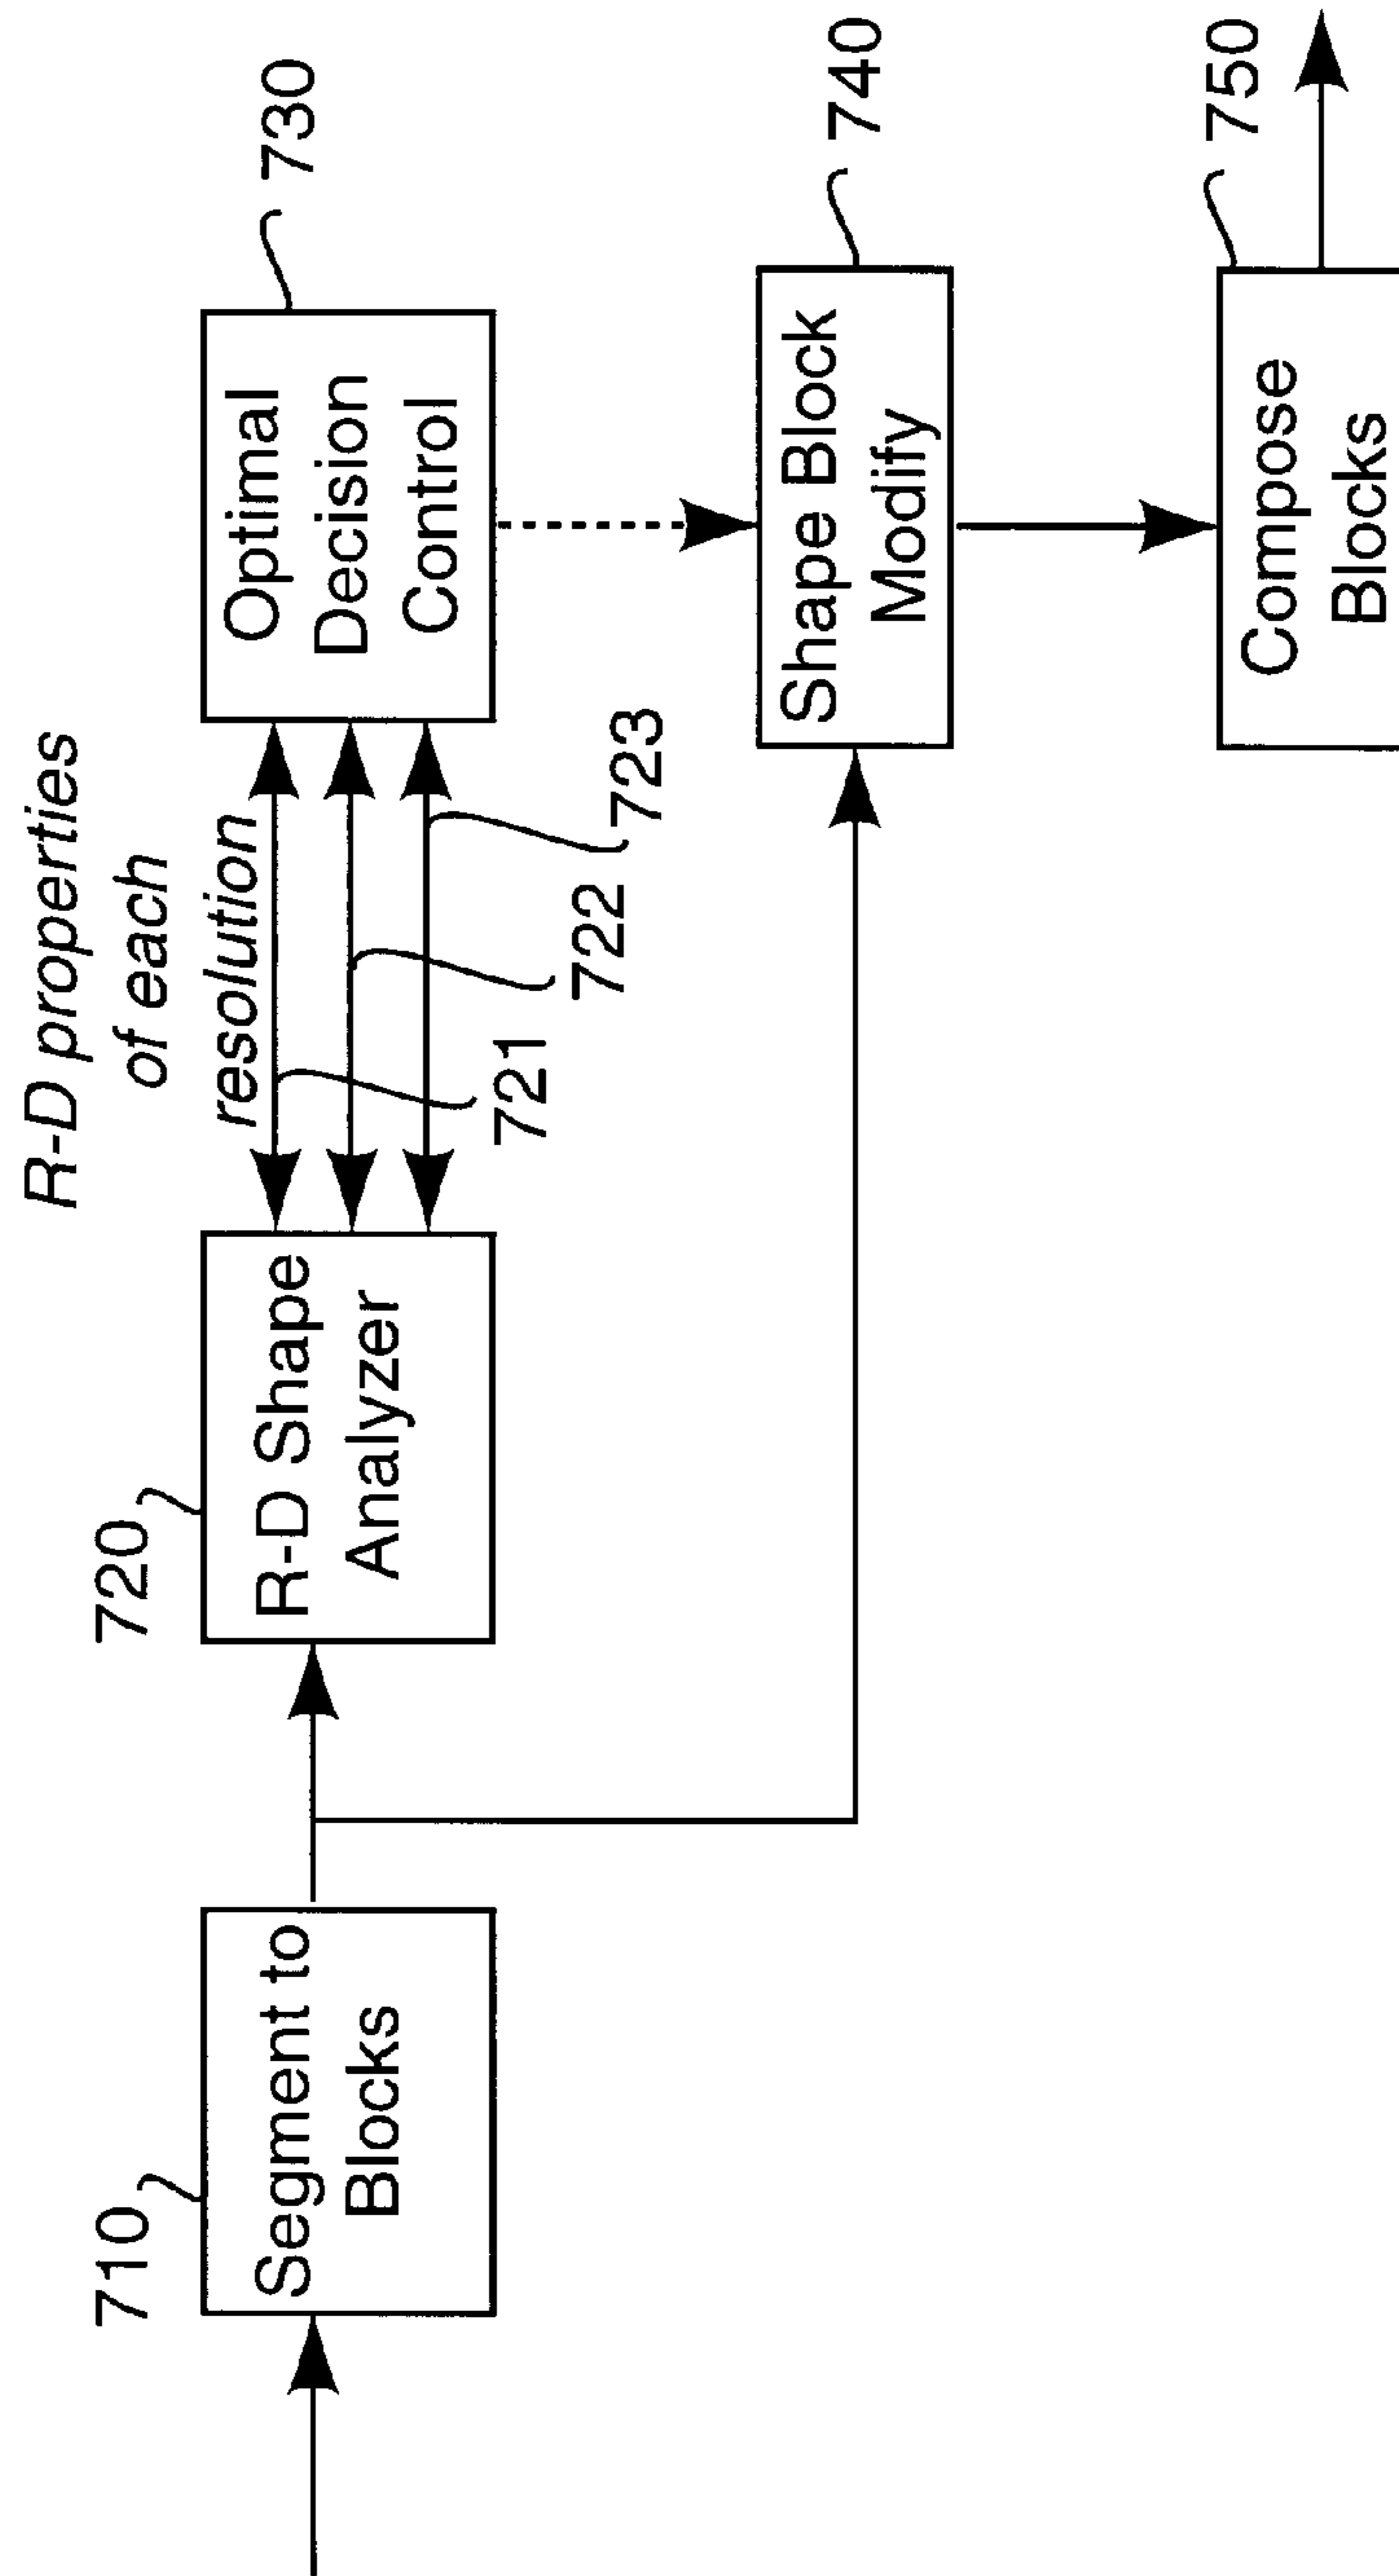 R-D properties
of each
resolution
710
Segment to
Blocks
720
R-D Shape
Analyzer
721
722
723
730
Optimal
Decision
Control
740
Shape Block
Modify
750
Compose
Blocks